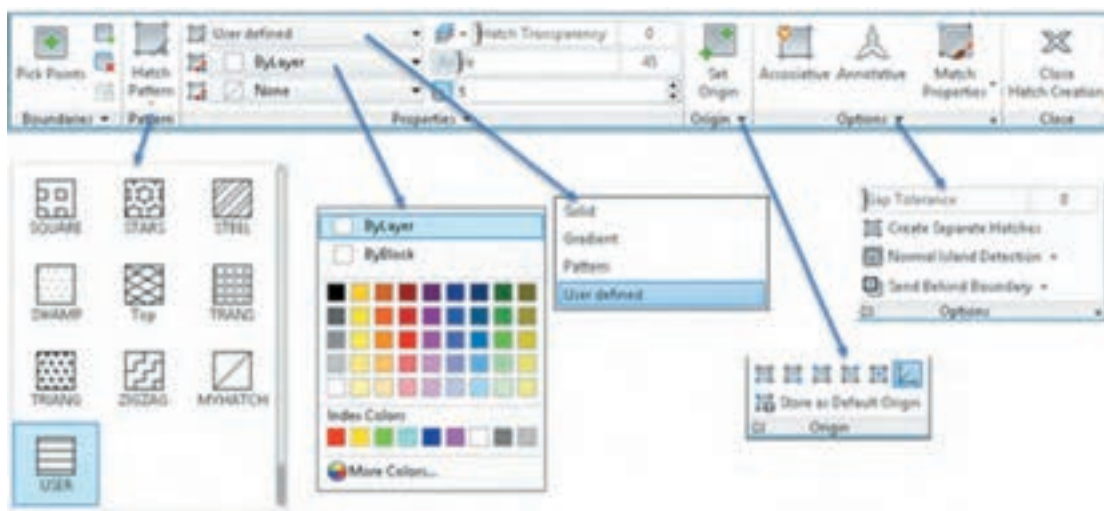 User defined
Hatch Transparency 0
ByLayer
45
Pick Points
Hatch Pattern
None
5
Set Origin
Associative Annotative
Match Properties
Close Hatch Creation
Boundaries
Pattern
Properties
Origin
Options
Close
SQUARE STARS STEEL
SWAMP Top TRANS
TRIANG ZIGZAG MYHATCH
USER
ByLayer
ByBlock
Index Colors
More Colors...
Solid
Gradient
Pattern
User defined
Gap Tolerance 0
Create Separate Hatches
Normal Island Detection
Send Behind Boundary
Options
Store as Default Origin
Origin